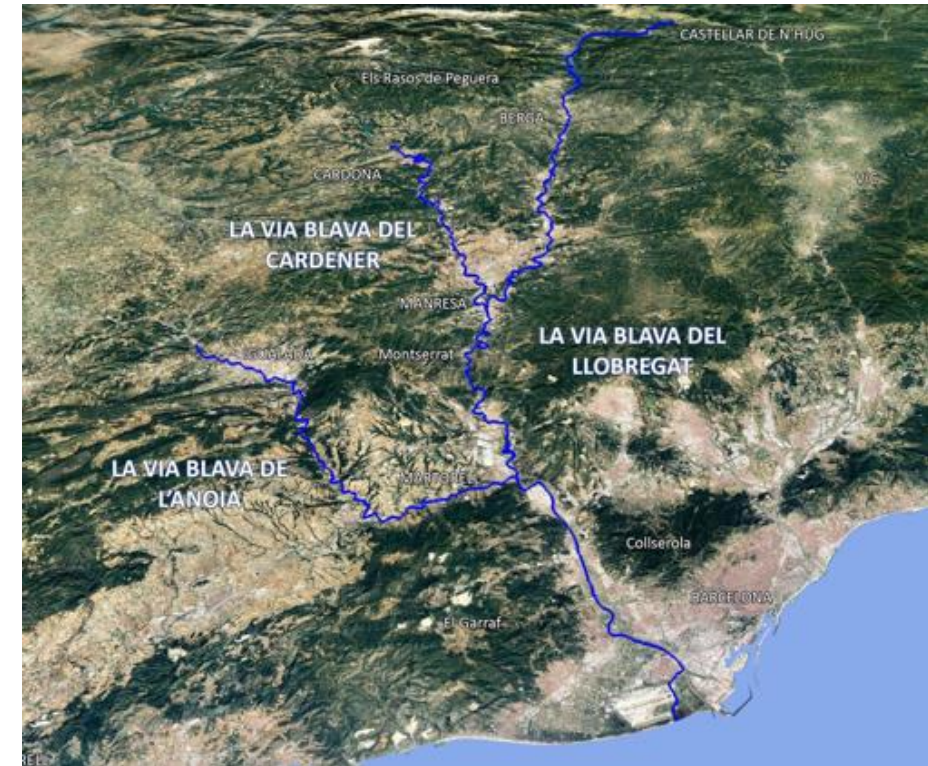 CASTELLAR DE N'HUG
Els Rasos de Peguera
BERGA
CARDONA
VIC
LA VIA BLAVA DEL
CARDENER
MANRESA
LA VIA BLAVA DEL
LLOBREGAT
IGUALADA
Montserrat
LA VIA BLAVA DE
L'ANOIA
MARTORELL
Collserola
BARCELONA
El Garraf